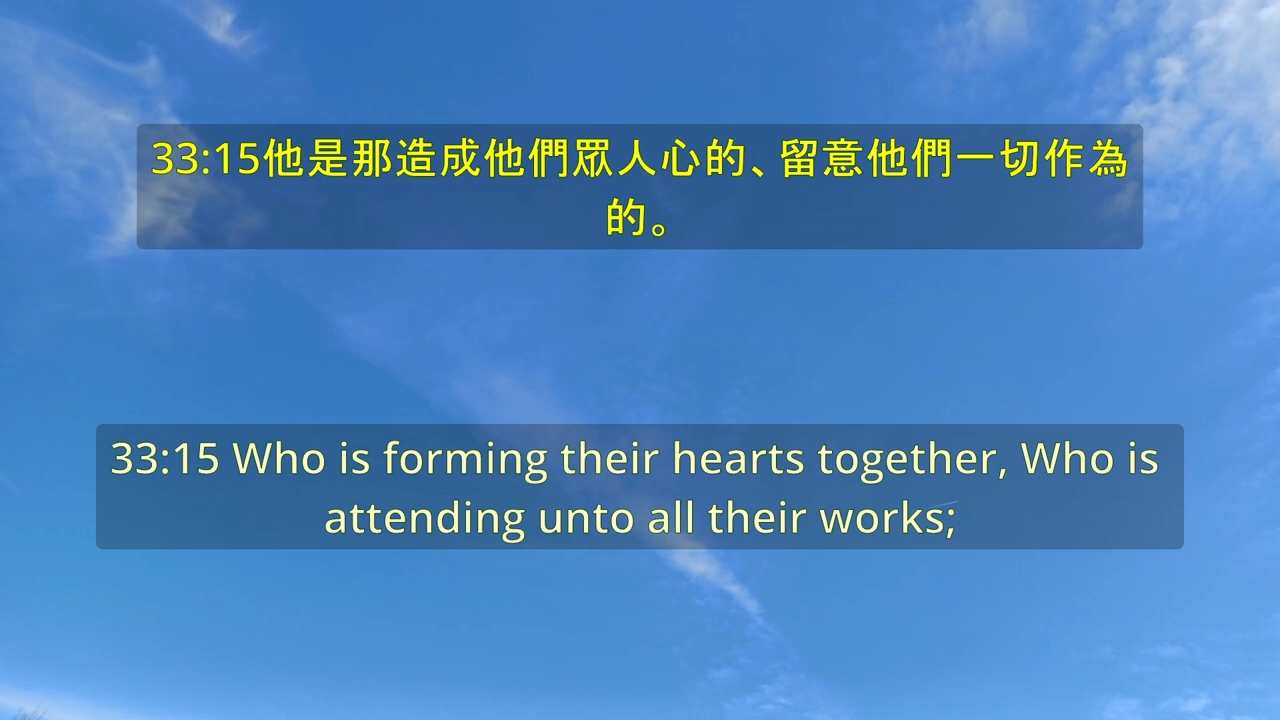 33:15他是那造成他們眾人心的、留意他們一切作為
的。
33:15 Who is forming their hearts together, Who is
attending unto all their works;